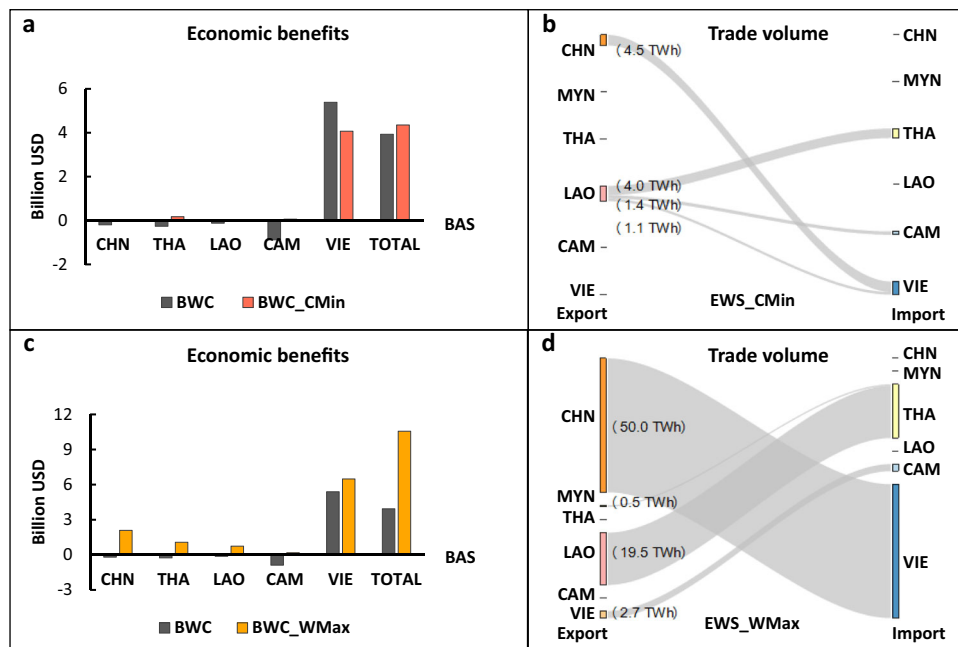 a
Economic benefits
Billion USD
6
4
2
0
-2
CHN THA LAO CAM VIE TOTAL
BAS
BWC BWC_CMin
b
Trade volume
CHN
MYN
THA
LAO
CAM
VIE
Export
(4.5 TWh)
(4.0 TWh)
(1.4 TWh)
(1.1 TWh)
EWS_CMin
CHN
MYN
THA
LAO
CAM
VIE
Import
c
Economic benefits
Billion USD
12
9
6
3
0
-3
CHN THA LAO CAM VIE TOTAL
BAS
BWC BWC_WMax
d
Trade volume
CHN
MYN
THA
LAO
CAM
VIE
Export
(50.0 TWh)
(0.5 TWh)
(19.5 TWh)
(2.7 TWh)
EWS_WMax
CHN
MYN
THA
LAO
CAM
VIE
Import